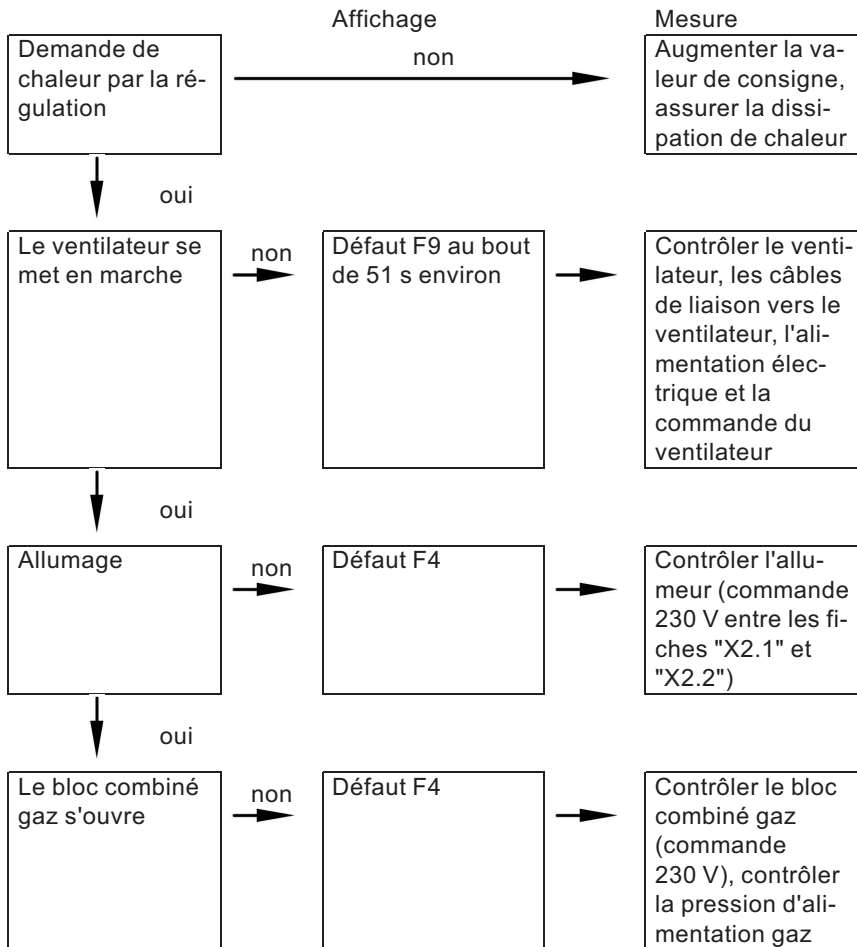 Affichage
Mesure
Demande de
chaleur par la ré-
gulation
non
Augmenter la va-
leur de consigne,
assurer la dissi-
pation de chaleur
oui
Le ventilateur se
met en marche
non
Défaut F9 au bout
de 51 s environ
Contrôler le venti-
lateur, les câbles
de liaison vers le
ventilateur, l'ali-
mentation élec-
trique et la
commande du
ventilateur
oui
Allumage
non
Défaut F4
Contrôler l'allu-
meur (commande
230 V entre les fi-
ches "X2.1" et
"X2.2")
oui
Le bloc combiné
gaz s'ouvre
non
Défaut F4
Contrôler le bloc
combiné gaz
(commande
230 V), contrôler
la pression d'ali-
mentation gaz